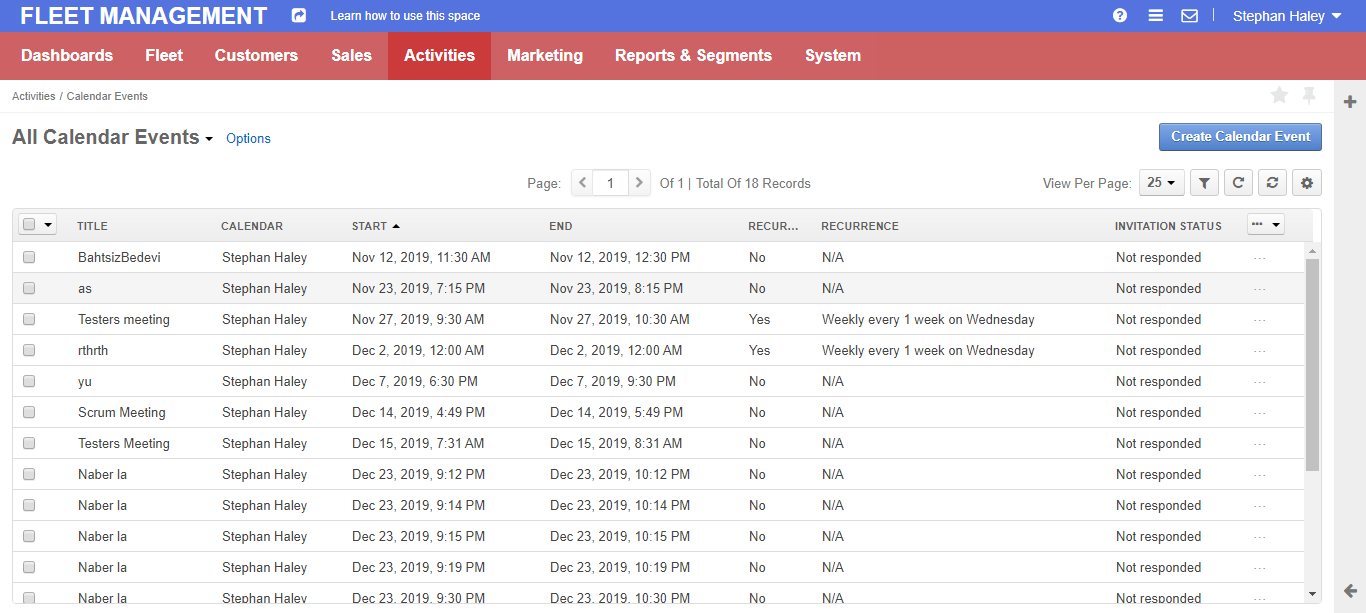 FLEET MANAGEMENT Learn how to use this space Stephan Haley
Dashboards Fleet Customers Sales Activities Marketing Reports & Segments System
Activities / Calendar Events
All Calendar Events Options Create Calendar Event
Page: 1 Of 1 | Total Of 18 Records View Per Page: 25
TITLE CALENDAR START END RECUR... RECURRENCE INVITATION STATUS
BahtsizBedevi Stephan Haley Nov 12, 2019, 11:30 AM Nov 12, 2019, 12:30 PM No N/A Not responded ...
as Stephan Haley Nov 23, 2019, 7:15 PM Nov 23, 2019, 8:15 PM No N/A Not responded ...
Testers meeting Stephan Haley Nov 27, 2019, 9:30 AM Nov 27, 2019, 10:30 AM Yes Weekly every 1 week on Wednesday Not responded ...
rthrth Stephan Haley Dec 2, 2019, 12:00 AM Dec 2, 2019, 12:00 AM Yes Weekly every 1 week on Wednesday Not responded ...
yu Stephan Haley Dec 7, 2019, 6:30 PM Dec 7, 2019, 9:30 PM No N/A Not responded ...
Scrum Meeting Stephan Haley Dec 14, 2019, 4:49 PM Dec 14, 2019, 5:49 PM No N/A Not responded ...
Testers Meeting Stephan Haley Dec 15, 2019, 7:31 AM Dec 15, 2019, 8:31 AM No N/A Not responded ...
Naber la Stephan Haley Dec 23, 2019, 9:12 PM Dec 23, 2019, 10:12 PM No N/A Not responded ...
Naber la Stephan Haley Dec 23, 2019, 9:14 PM Dec 23, 2019, 10:14 PM No N/A Not responded ...
Naber la Stephan Haley Dec 23, 2019, 9:15 PM Dec 23, 2019, 10:15 PM No N/A Not responded ...
Naber la Stephan Haley Dec 23, 2019, 9:19 PM Dec 23, 2019, 10:19 PM No N/A Not responded ...
Naber la Stephan Haley Dec 23, 2019, 9:30 PM Dec 23, 2019, 10:30 PM No N/A Not responded ...